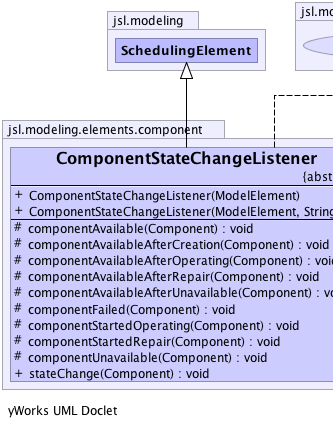 jsl.modeling
jsl.mo
SchedulingElement
jsl.modeling.elements.component
ComponentStateChangeListener
{abst
+ ComponentStateChangeListener(ModelElement)
+ ComponentStateChangeListener(ModelElement, String
# componentAvailable(Component) : void
# componentAvailableAfterCreation(Component) : void
# componentAvailableAfterOperating(Component) : void
# componentAvailableAfterRepair(Component) : void
# componentAvailableAfterUnavailable(Component) : vo
# componentFailed(Component) : void
# componentStartedOperating(Component) : void
# componentStartedRepair(Component) : void
# componentUnavailable(Component) : void
+ stateChange(Component) : void
yWorks UML Doclet